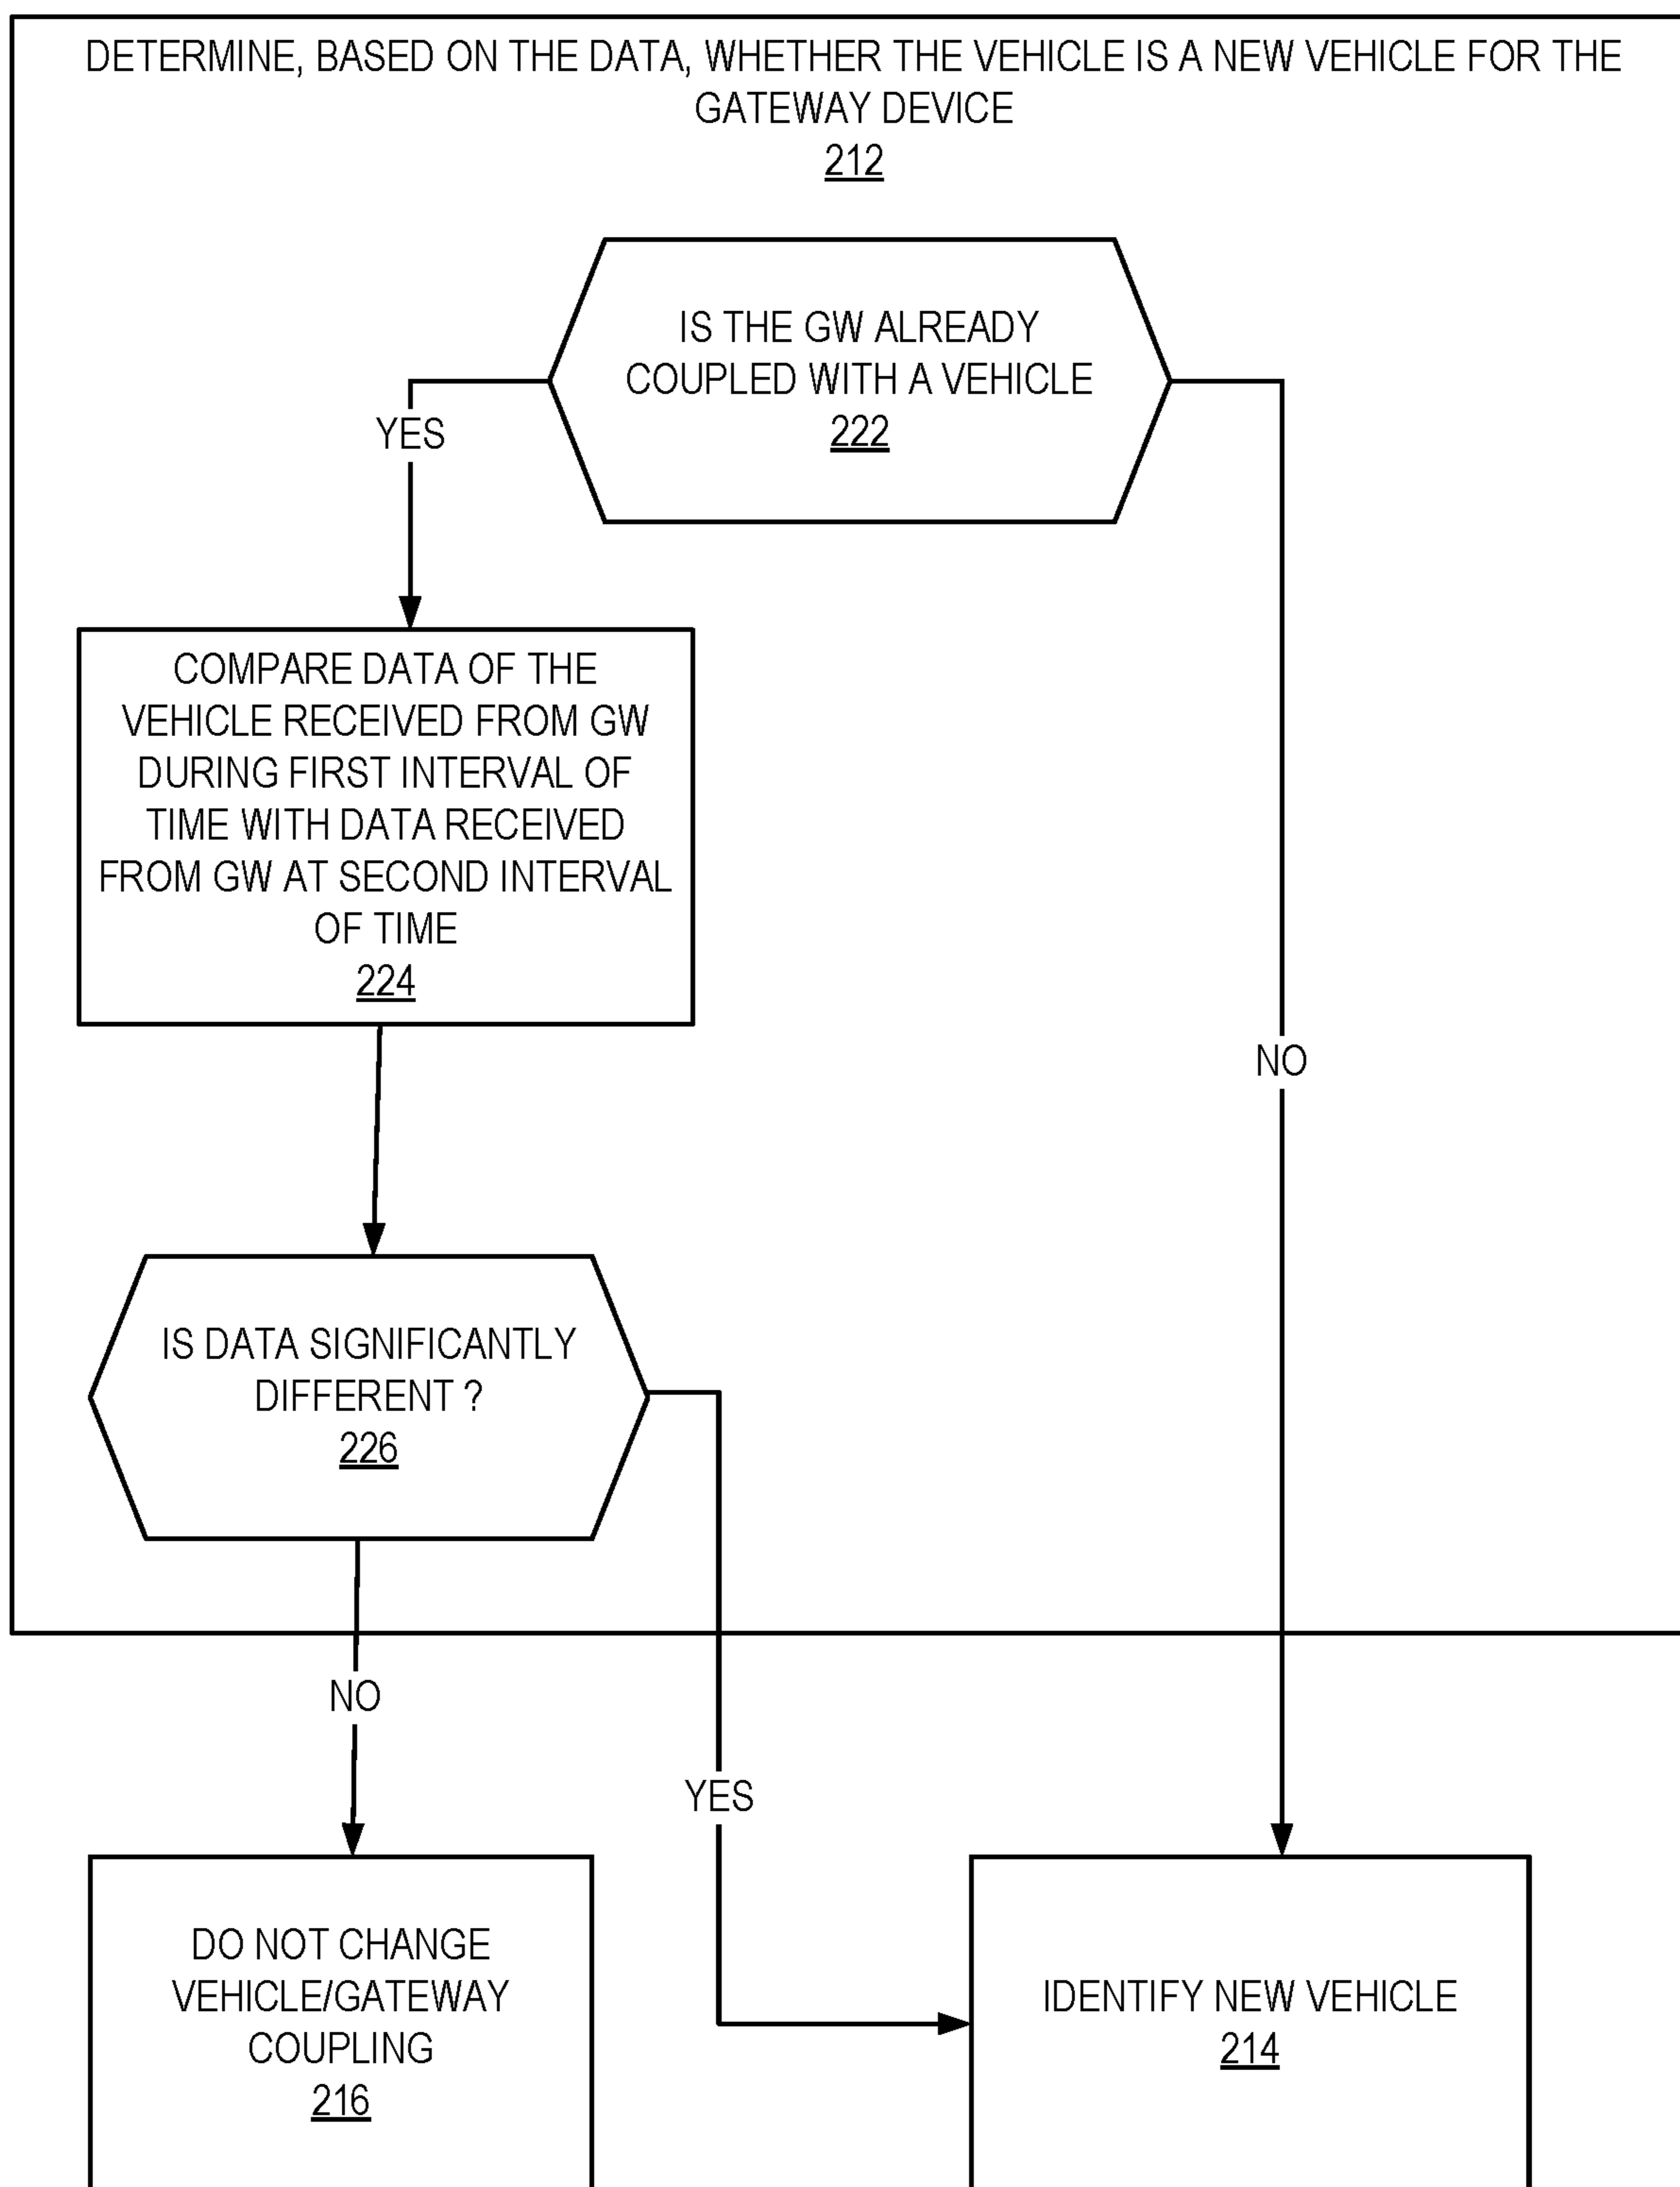 DETERMINE, BASED ON THE DATA, WHETHER THE VEHICLE IS A NEW VEHICLE FOR THE
GATEWAY DEVICE
212
IS THE GW ALREADY
COUPLED WITH A VEHICLE
222
YES
COMPARE DATA OF THE
VEHICLE RECEIVED FROM GW
DURING FIRST INTERVAL OF
TIME WITH DATA RECEIVED
FROM GW AT SECOND INTERVAL
OF TIME
224
NO
IS DATA SIGNIFICANTLY
DIFFERENT ?
226
NO
YES
DO NOT CHANGE
VEHICLE/GATEWAY
COUPLING
216
IDENTIFY NEW VEHICLE
214